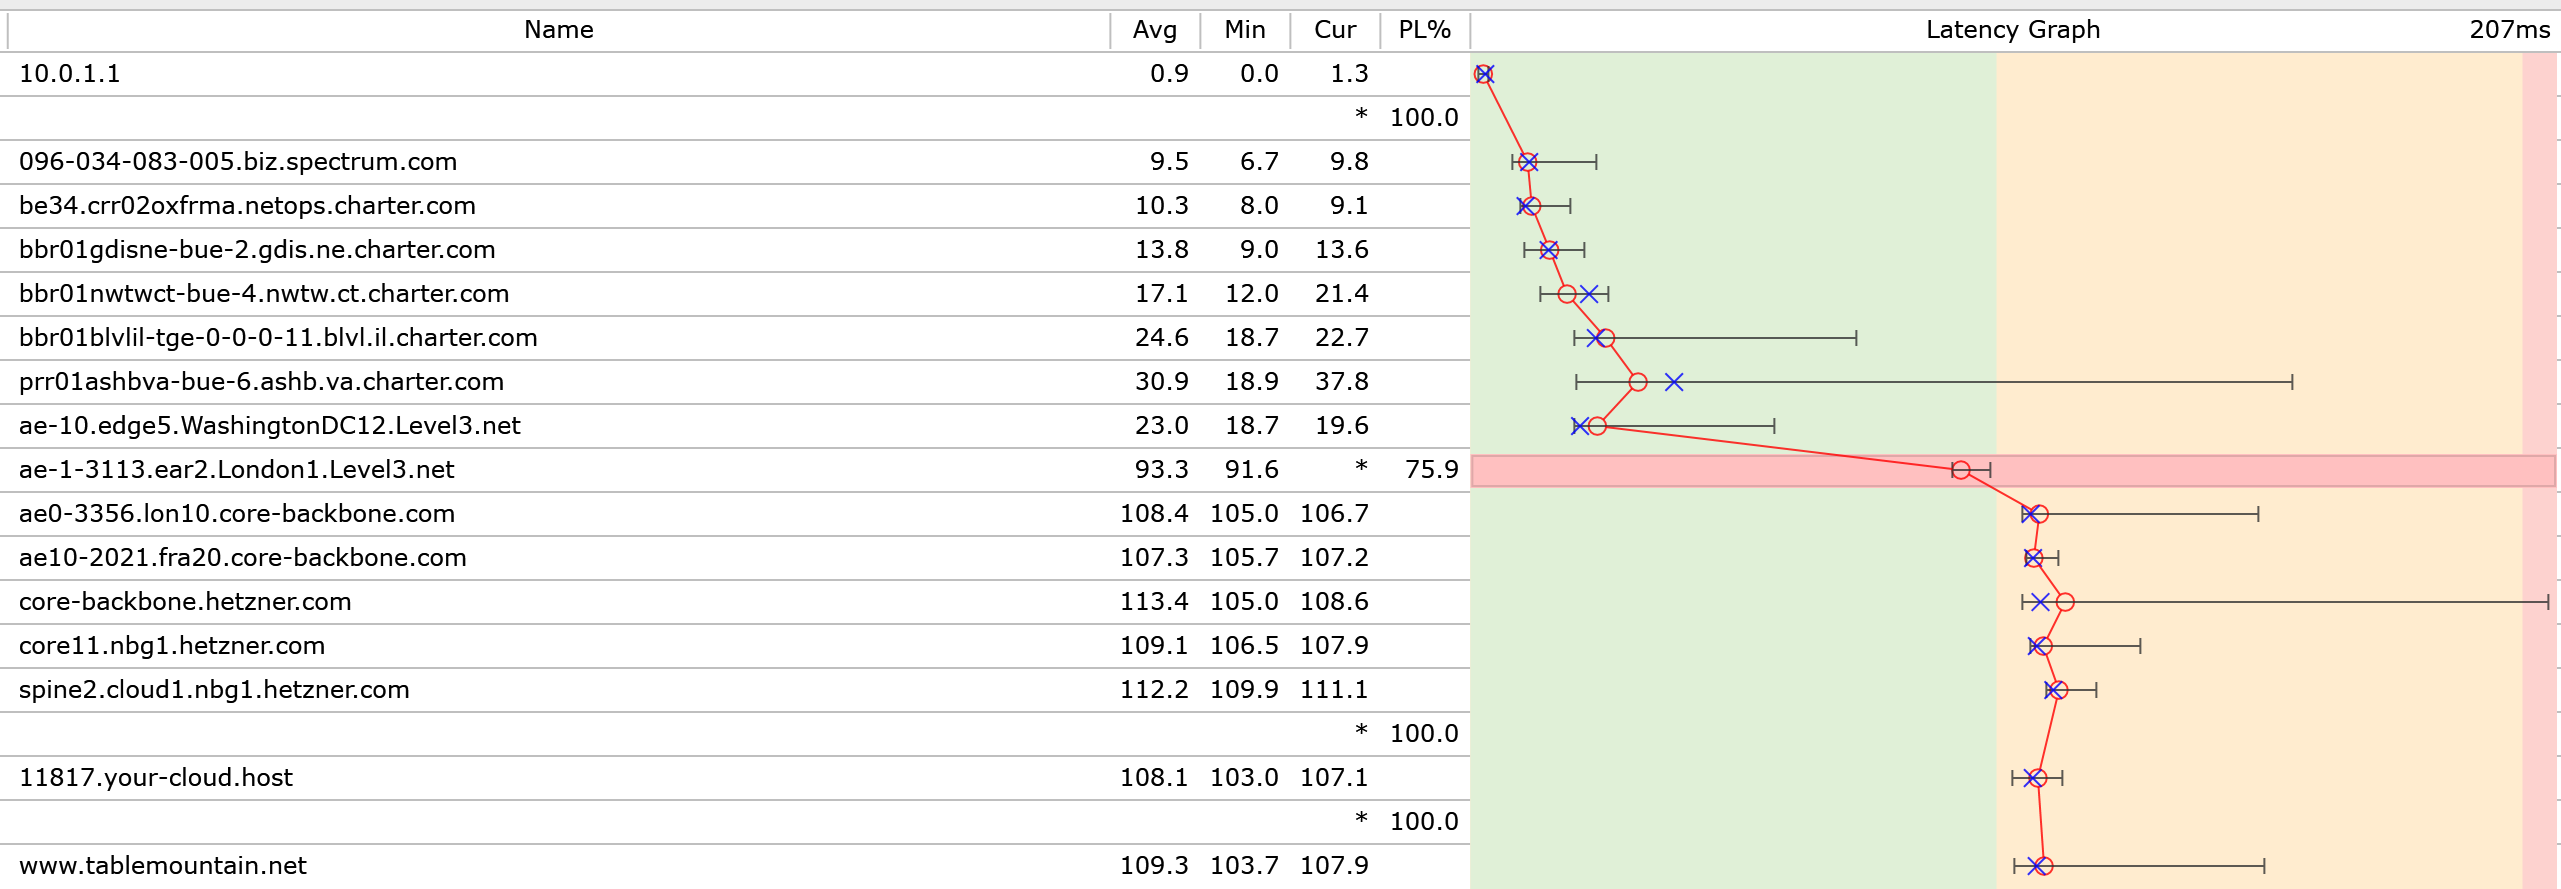 Name Avg Min Cur PL% Latency Graph 207ms
10.0.1.1 0.9 0.0 1.3
* 100.0
096-034-083-005.biz.spectrum.com 9.5 6.7 9.8
be34.crr02oxfrma.netops.charter.com 10.3 8.0 9.1
bbr01gdisne-bue-2.gdis.ne.charter.com 13.8 9.0 13.6
bbr01nwtwct-bue-4.nwtw.ct.charter.com 17.1 12.0 21.4
bbr01blvlil-tge-0-0-0-11.blvl.il.charter.com 24.6 18.7 22.7
prr01ashbva-bue-6.ashb.va.charter.com 30.9 18.9 37.8
ae-10.edge5.WashingtonDC12.Level3.net 23.0 18.7 19.6
ae-1-3113.ear2.London1.Level3.net 93.3 91.6 * 75.9
ae0-3356.lon10.core-backbone.com 108.4 105.0 106.7
ae10-2021.fra20.core-backbone.com 107.3 105.7 107.2
core-backbone.hetzner.com 113.4 105.0 108.6
core11.nbg1.hetzner.com 109.1 106.5 107.9
spine2.cloud1.nbg1.hetzner.com 112.2 109.9 111.1
* 100.0
11817.your-cloud.host 108.1 103.0 107.1
* 100.0
www.tablemountain.net 109.3 103.7 107.9